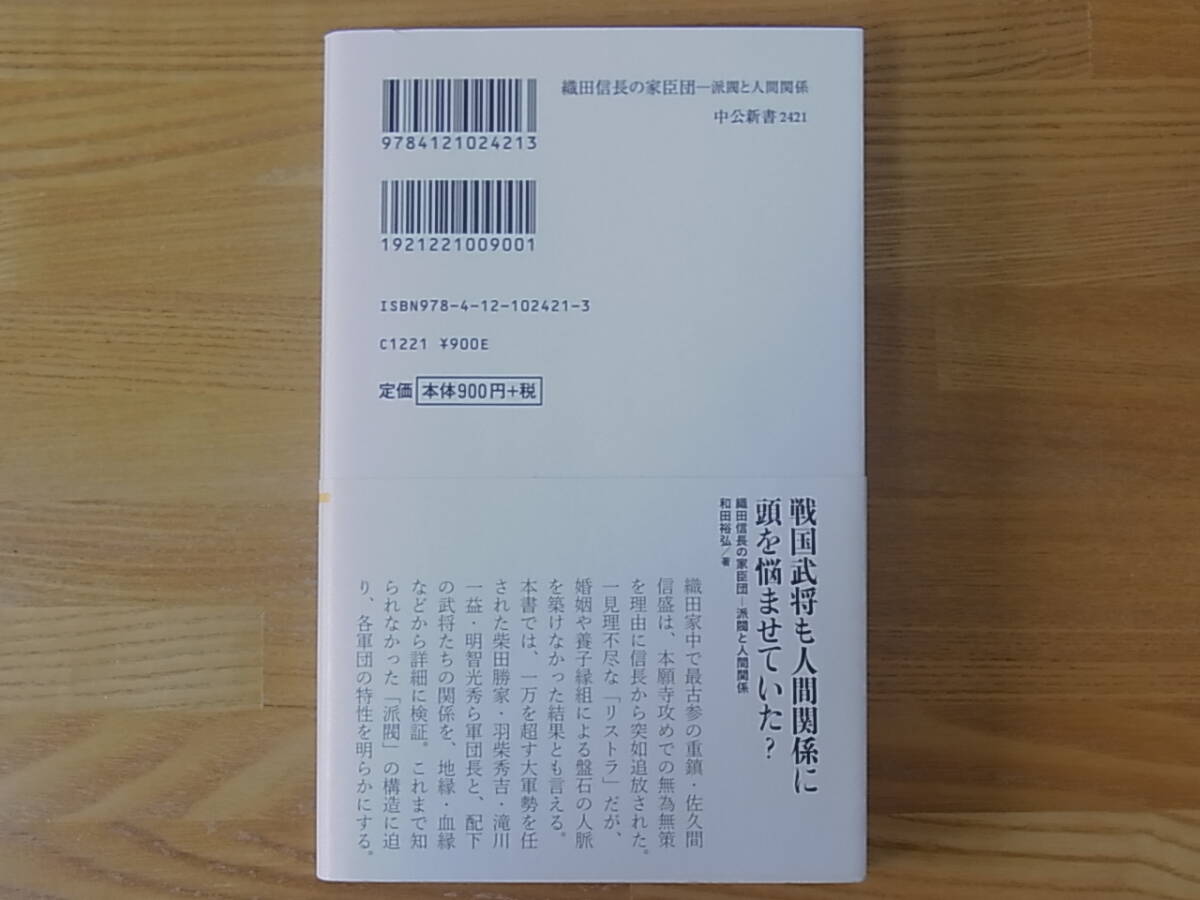 織田信長の家臣団―派閥と人間関係
中公新書 2421
9784121024213
1921221009001
ISBN978-4-12-102421-3
C1221 ¥900E
定価 本体900円+税
戦国武将も人間関係に
頭を悩ませていた?
織田信長の家臣団―派閥と人間関係
和田裕弘/著
織田家中で最古参の重鎮・佐久間
信盛は、本願寺攻めでの無為無策
を理由に信長から突如追放された。
一見理不尽な「リストラ」だが、
婚姻や養子縁組による盤石の人脈
を築けなかった結果とも言える。
本書では、一万を超す大軍勢を任
された柴田勝家・羽柴秀吉・滝川
一益・明智光秀ら軍団長と、配下
の武将たちの関係を、地縁・血縁
などから詳細に検証。これまで知
られなかった「派閥」の構造に迫
り、各軍団の特性を明らかにする。